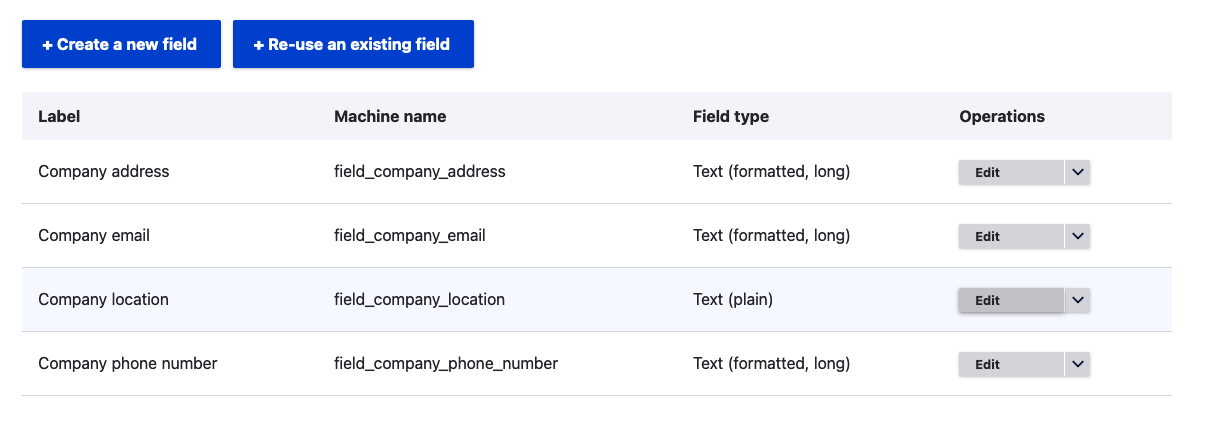 + Create a new field + Re-use an existing field
Label Machine name Field type Operations
Company address field_company_address Text (formatted, long) Edit
Company email field_company_email Text (formatted, long) Edit
Company location field_company_location Text (plain) Edit
Company phone number field_company_phone_number Text (formatted, long) Edit